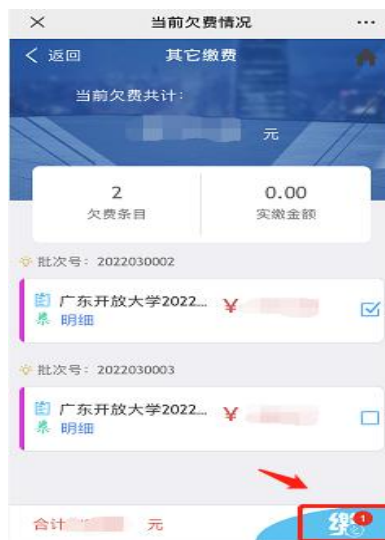 当前欠费情况
返回 其它缴费
当前欠费共计:
元
2 0.00
欠费条目 实缴金额
批次号: 2022030002
广东开放大学2022... ¥
明细
批次号: 2022030003
广东开放大学2022... ¥
明细
合计 元
缴 1